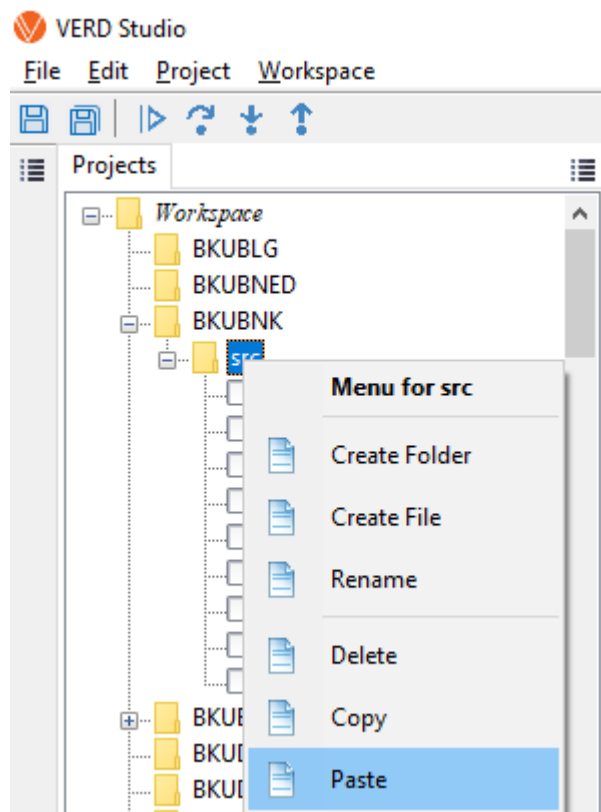 VERD Studio
File Edit Project Workspace
Projects
Workspace
BKUBLG
BKUBNED
BKUBNK
src
Menu for src
Create Folder
Create File
Rename
Delete
Copy
Paste